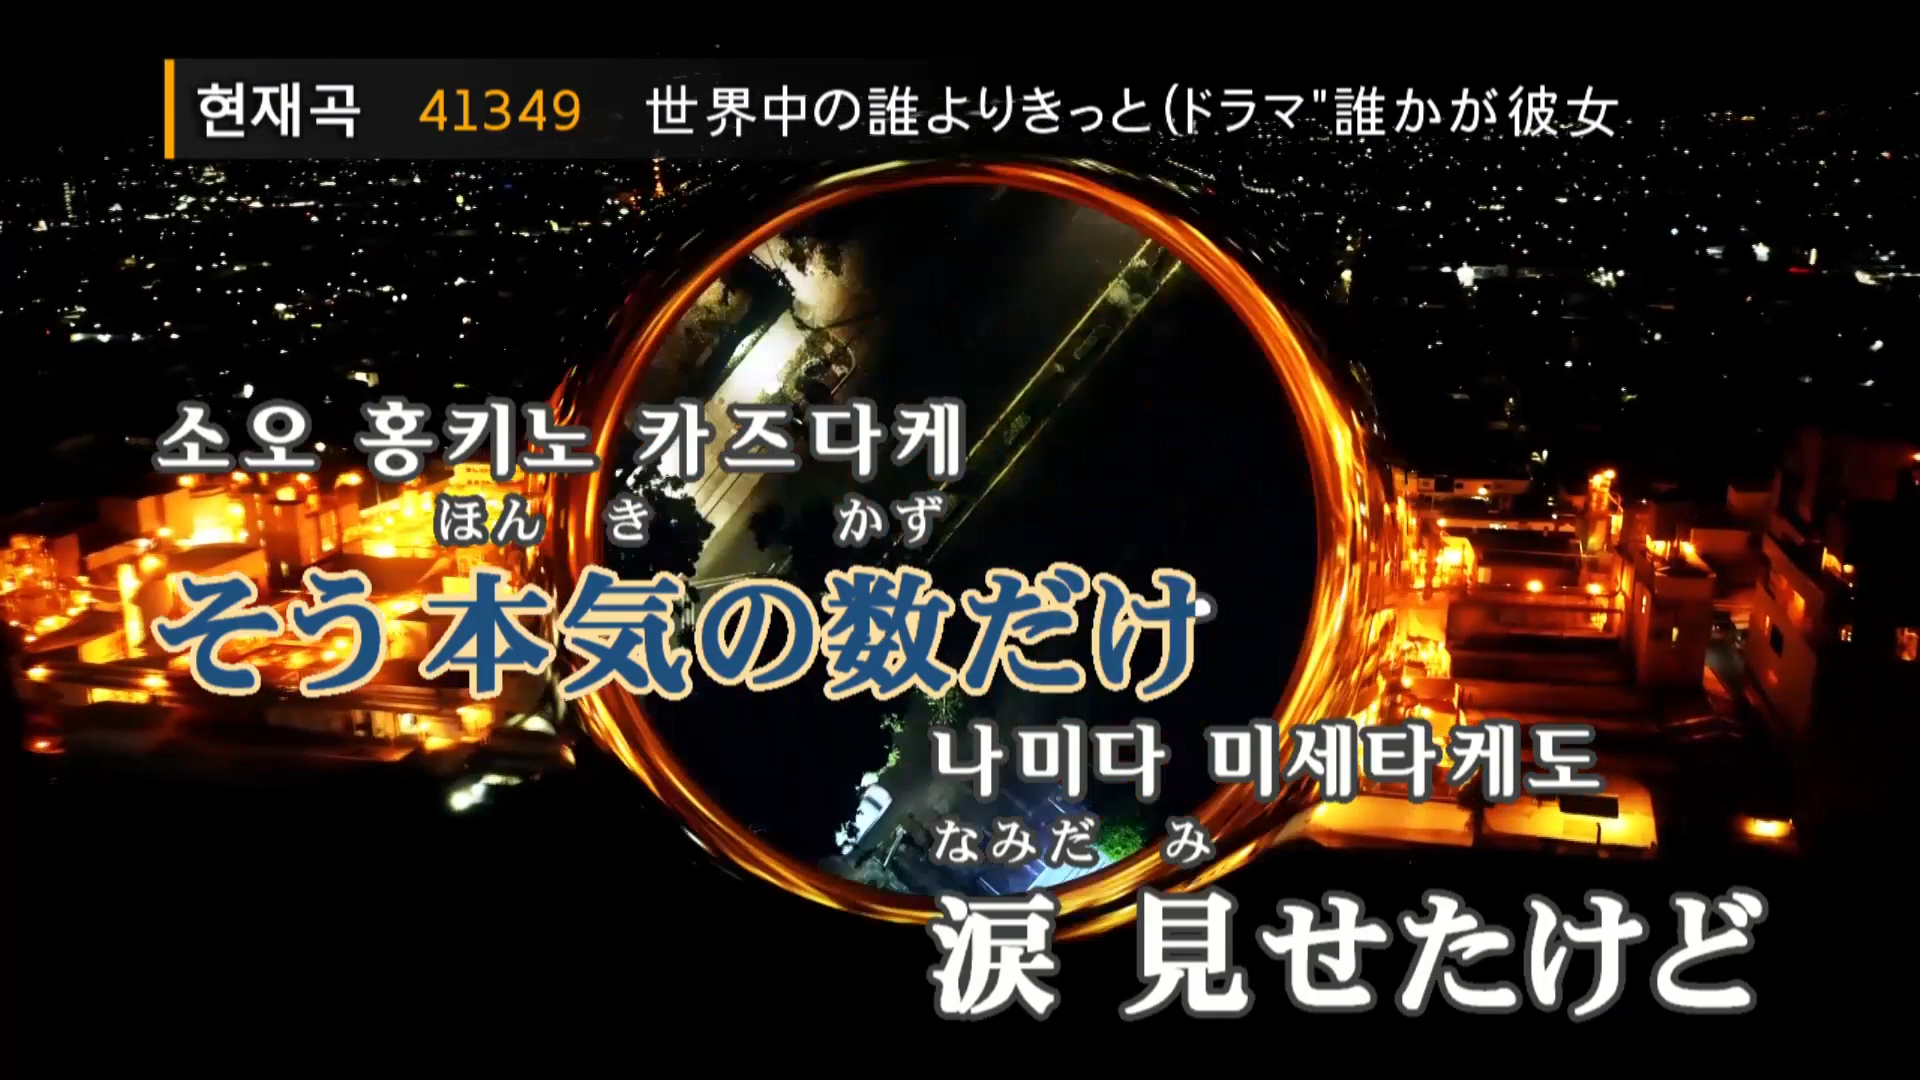 현재곡 41349 世界中の誰よりきっと(ドラマ"誰かが彼女
소오 홍키노 카즈다케
ほん き かず
そう本気の数だけ
나미다 미세타케도
なみだ み
涙 見せたけど